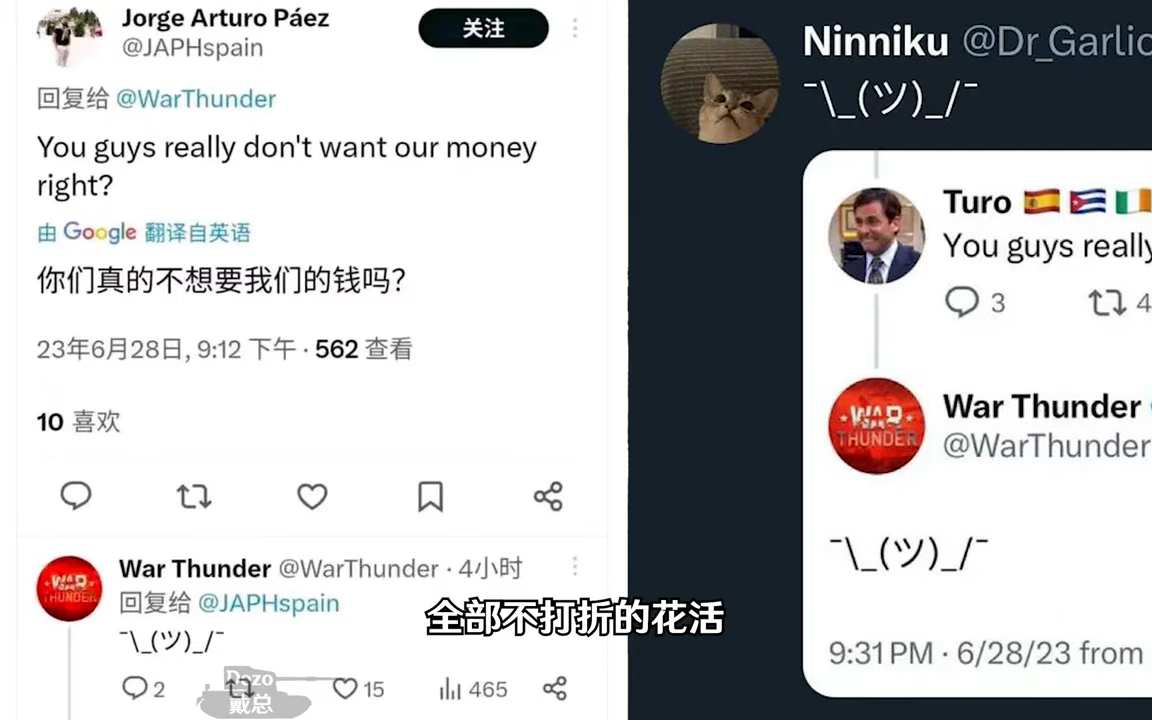 Jorge Arturo Páez
@JAPHspain
关注
回复给 @WarThunder
You guys really don't want our money
right?
由 Google 翻译自英语
你们真的不想要我们的钱吗?
23年6月28日, 9:12 下午 · 562 查看
10 喜欢
WAR THUNDER
War Thunder @WarThunder · 4小时
回复给 @JAPHspain
¯\_(ツ)_/¯
2
15
465
Dozo
戴总
全部不打折的花活
Ninniku @Dr_Garlic
¯\_(ツ)_/¯
Turo
You guys really
3
4
WAR THUNDER
War Thunder
@WarThunder
¯\_(ツ)_/¯
9:31 PM · 6/28/23 from